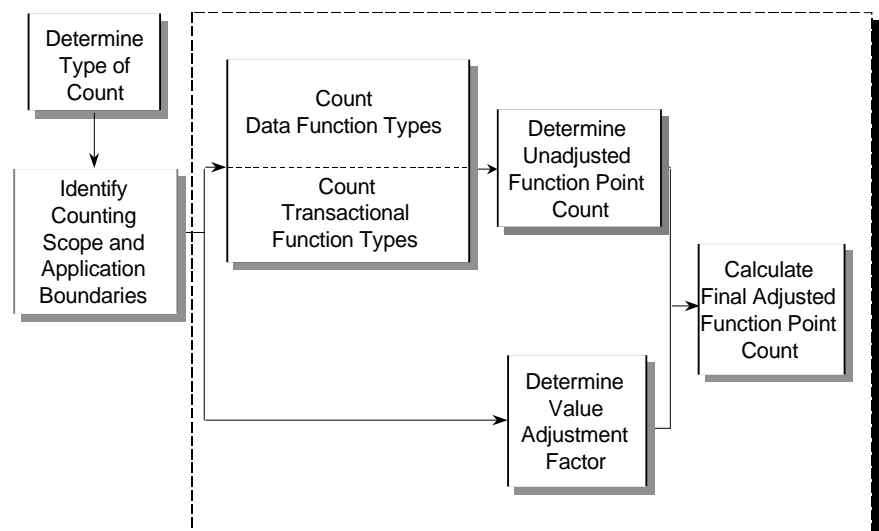 Determine
Type of
Count
Identify
Counting
Scope and
Application
Boundaries
Count
Data Function Types
Count
Transactional
Function Types
Determine
Unadjusted
Function Point
Count
Determine
Value
Adjustment
Factor
Calculate
Final Adjusted
Function Point
Count